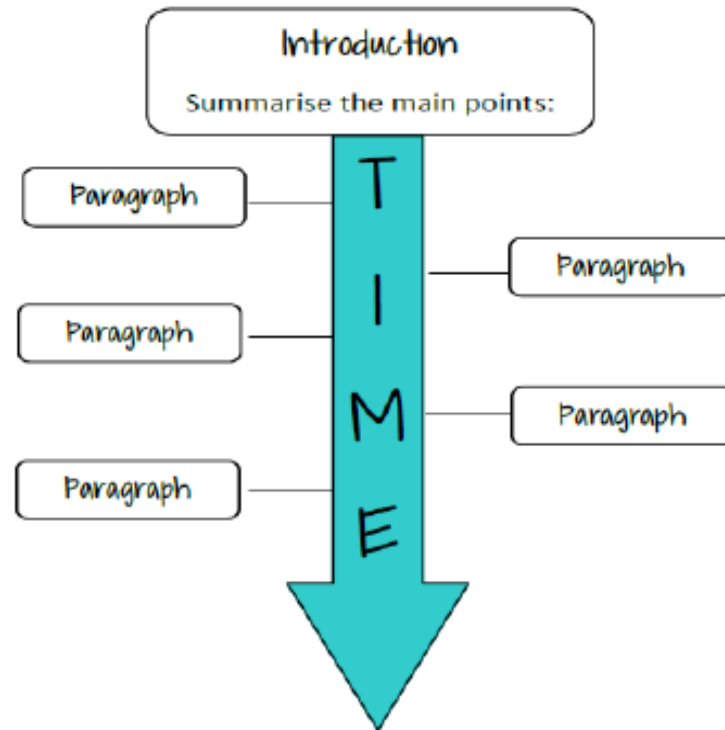 Introduction
Summarise the main points:
Paragraph
Paragraph
Paragraph
Paragraph
Paragraph
T
I
M
E